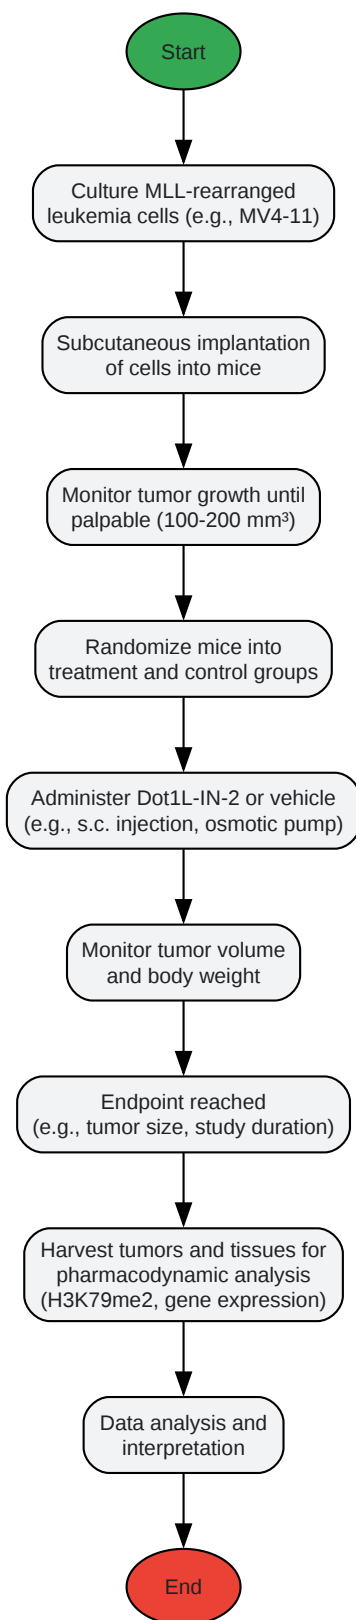 Start
Culture MLL-rearranged
leukemia cells (e.g., MV4-11)
Subcutaneous implantation
of cells into mice
Monitor tumor growth until
palpable (100-200 mm³)
Randomize mice into
treatment and control groups
Administer Dot1L-IN-2 or vehicle
(e.g., s.c. injection, osmotic pump)
Monitor tumor volume
and body weight
Endpoint reached
(e.g., tumor size, study duration)
Harvest tumors and tissues for
pharmacodynamic analysis
(H3K79me2, gene expression)
Data analysis and
interpretation
End